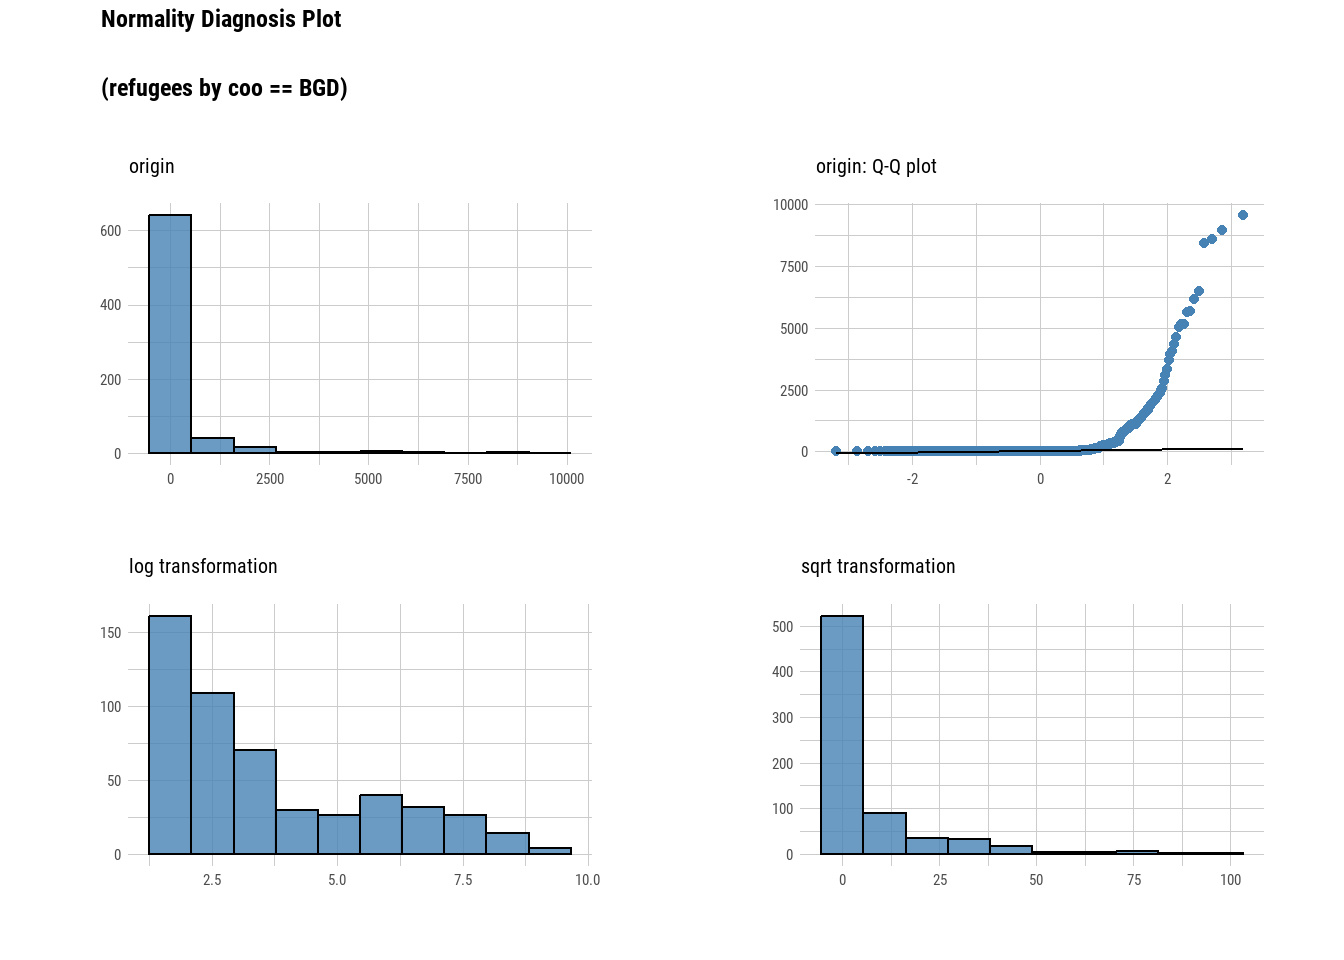 Normality Diagnosis Plot
(refugees by coo == BGD)
origin
600
400
200
0
0 2500 5000 7500 10000
origin: Q-Q plot
10000
7500
5000
2500
0
-2 0 2
log transformation
150
100
50
0
2.5 5.0 7.5 10.0
sqrt transformation
500
400
300
200
100
0
0 25 50 75 100